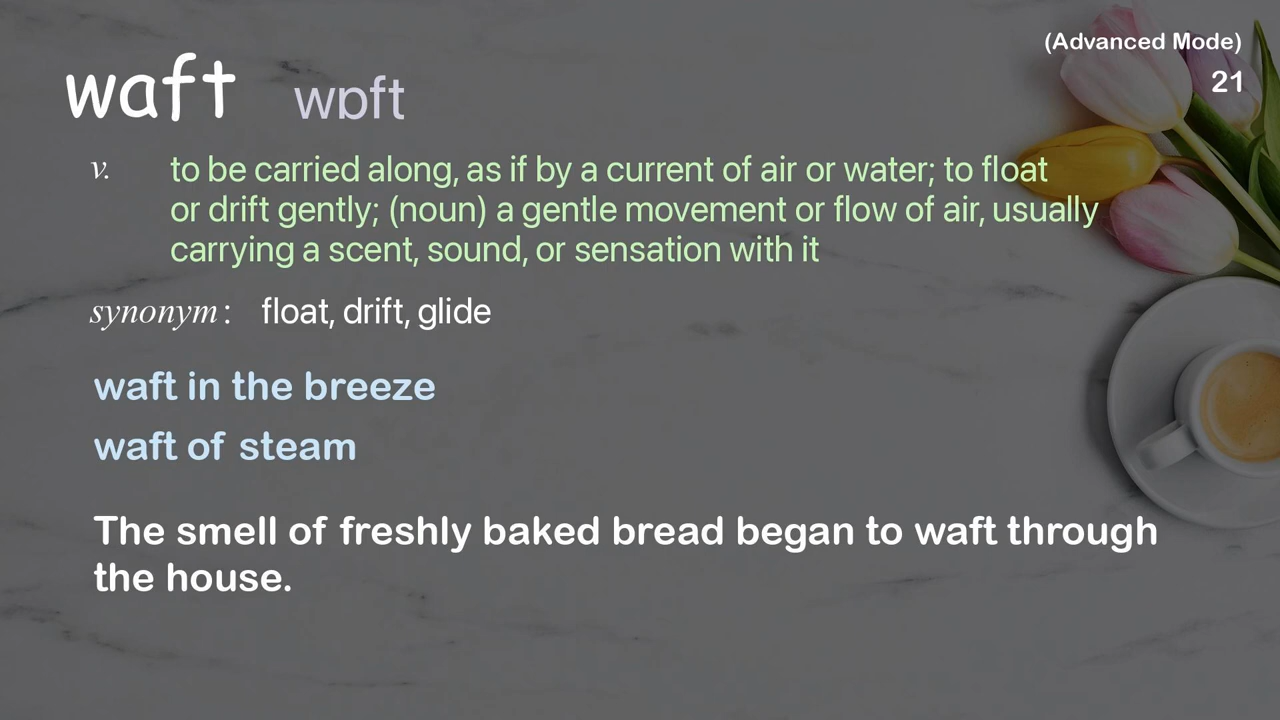 (Advanced Mode)
21
waft wɒft
v. to be carried along, as if by a current of air or water; to float
or drift gently; (noun) a gentle movement or flow of air, usually
carrying a scent, sound, or sensation with it
synonym: float, drift, glide
waft in the breeze
waft of steam
The smell of freshly baked bread began to waft through
the house.